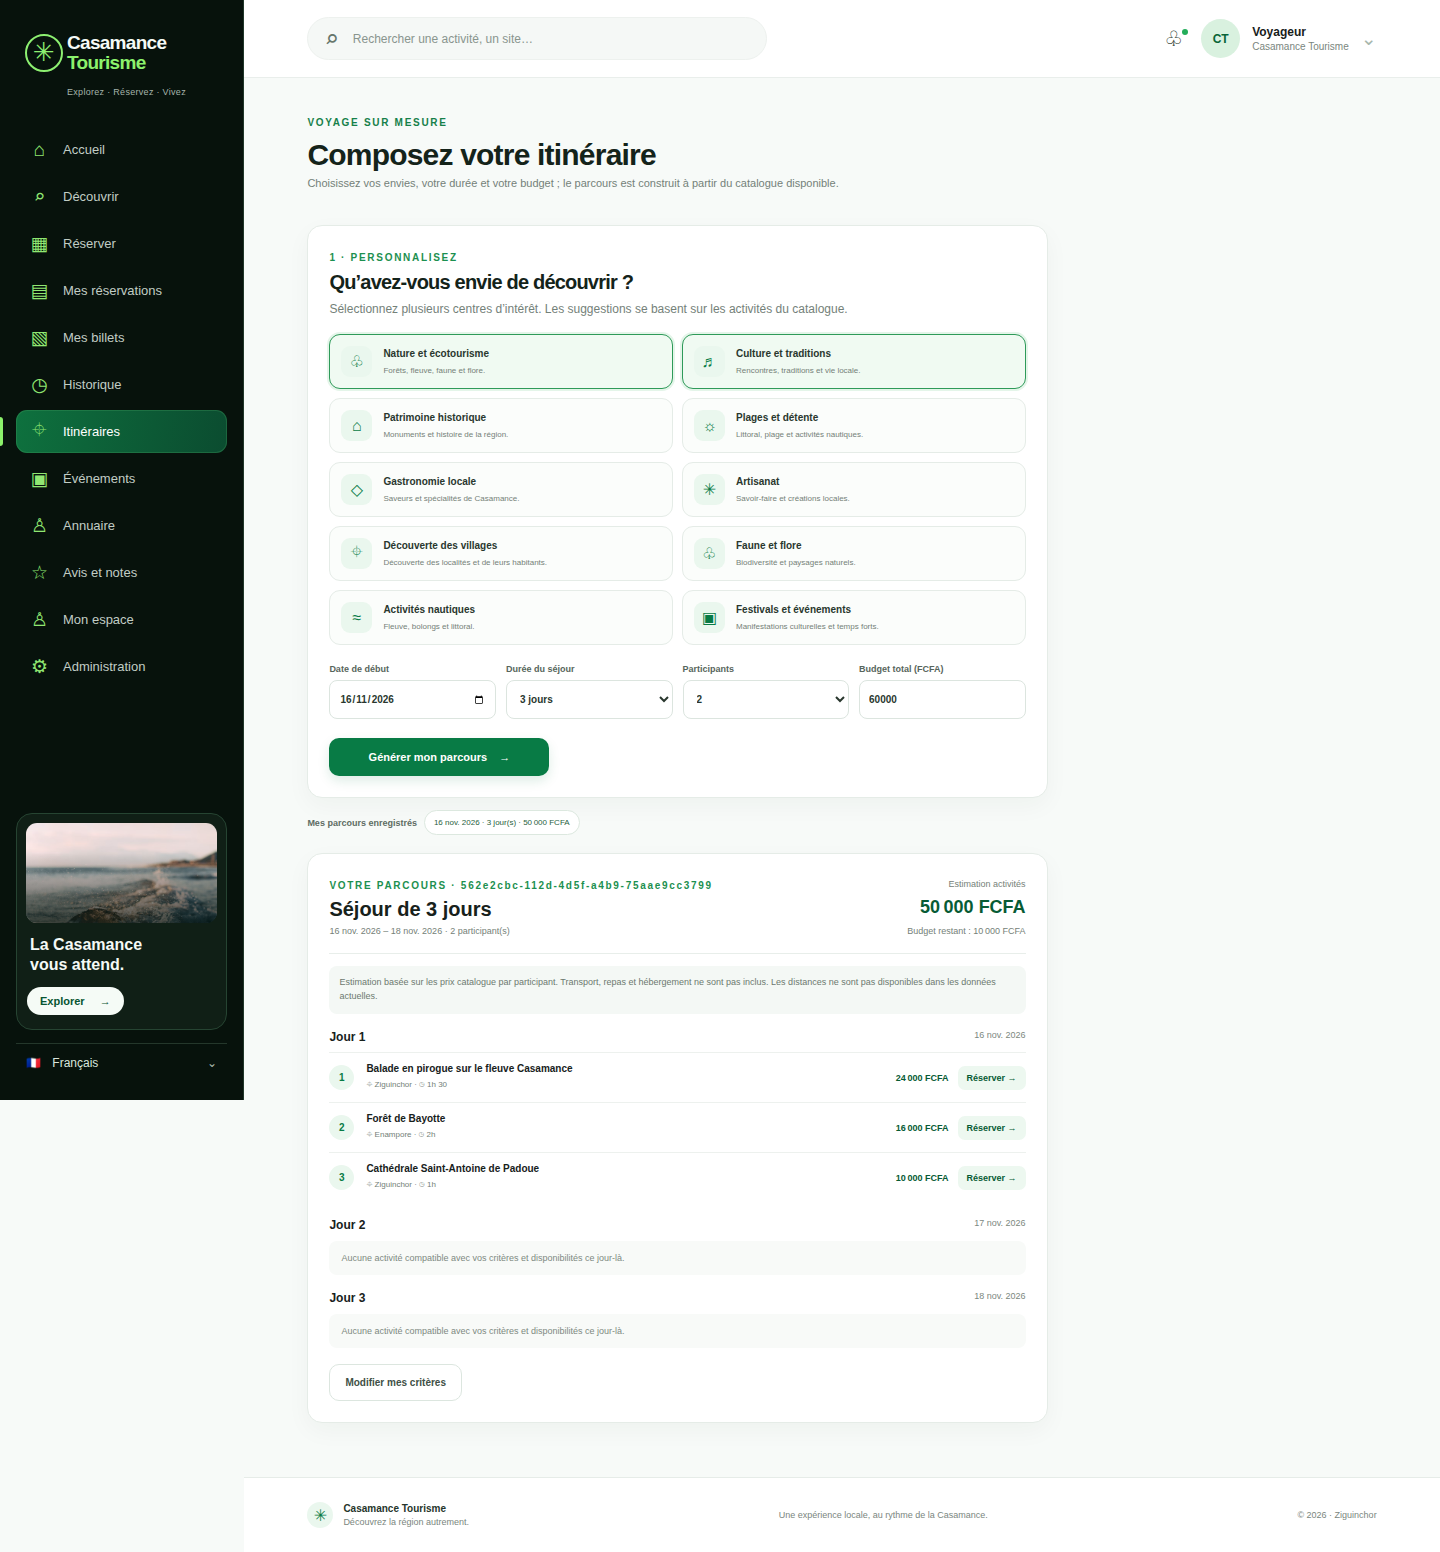 Casamance
Tourisme
Explorez · Réservez · Vivez
Accueil
Découvrir
Réserver
Mes réservations
Mes billets
Historique
Itinéraires
Événements
Annuaire
Avis et notes
Mon espace
Administration
La Casamance
vous attend.
Explorer →
Français
Rechercher une activité, un site…
CT
Voyageur
Casamance Tourisme
VOYAGE SUR MESURE
Composez votre itinéraire
Choisissez vos envies, votre durée et votre budget ; le parcours est construit à partir du catalogue disponible.
1 · PERSONNALISEZ
Qu’avez-vous envie de découvrir ?
Sélectionnez plusieurs centres d’intérêt. Les suggestions se basent sur les activités du catalogue.
Nature et écotourisme
Forêts, fleuve, faune et flore.
Culture et traditions
Rencontres, traditions et vie locale.
Patrimoine historique
Monuments et histoire de la région.
Plages et détente
Littoral, plage et activités nautiques.
Gastronomie locale
Saveurs et spécialités de Casamance.
Artisanat
Savoir-faire et créations locales.
Découverte des villages
Découverte des localités et de leurs habitants.
Faune et flore
Biodiversité et paysages naturels.
Activités nautiques
Fleuve, bolongs et littoral.
Festivals et événements
Manifestations culturelles et temps forts.
Date de début
Durée du séjour
Participants
Budget total (FCFA)
16/11/2026
3 jours
2
60000
Générer mon parcours →
Mes parcours enregistrés
16 nov. 2026 · 3 jour(s) · 50 000 FCFA
VOTRE PARCOURS · 562e2cbc-112d-4d5f-a4b9-75aae9cc3799
Séjour de 3 jours
16 nov. 2026 – 18 nov. 2026 · 2 participant(s)
Estimation activités
50 000 FCFA
Budget restant : 10 000 FCFA
Estimation basée sur les prix catalogue par participant. Transport, repas et hébergement ne sont pas inclus. Les distances ne sont pas disponibles dans les données
actuelles.
Jour 1
16 nov. 2026
1
Balade en pirogue sur le fleuve Casamance
Ziguinchor · 1h 30
24 000 FCFA
Réserver →
2
Forêt de Bayotte
Enampore · 2h
16 000 FCFA
Réserver →
3
Cathédrale Saint-Antoine de Padoue
Ziguinchor · 1h
10 000 FCFA
Réserver →
Jour 2
17 nov. 2026
Aucune activité compatible avec vos critères et disponibilités ce jour-là.
Jour 3
18 nov. 2026
Aucune activité compatible avec vos critères et disponibilités ce jour-là.
Modifier mes critères
Casamance Tourisme
Découvrez la région autrement.
Une expérience locale, au rythme de la Casamance.
© 2026 · Ziguinchor